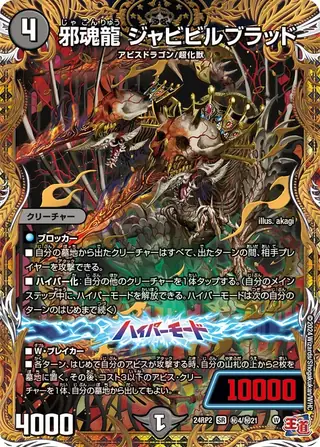 4
じゃこんりゅう
邪魂龍 ジャビビルブラッド
アビスドラゴン/超化獣
クリーチャー
illus. akagi
ブロッカー
■自分の墓地から出たクリーチャーはすべて、出たターンの間、相手プレ
イヤーを攻撃できる。
■ハイパー化:自分の他のクリーチャーを1体タップする。(自分のメイン
ステップ中に、ハイパーモードを解放できる。ハイパーモードは次の自分
のターンのはじめまで続く)
ハイパーモード
■W・ブレイカー
■各ターン、はじめて自分のアビスが攻撃する時、自分の山札の上から2枚
を墓地に置く。その後、コスト3以下のアビス・クリー
チャーを1体、自分の墓地から出してもよい。
10000
4000
24RP2 SR 秘4/秘21 W
王道